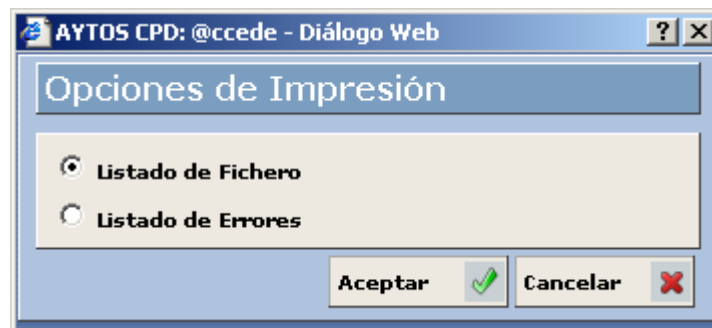 AYTOS CPD: @ccede - Diálogo Web
Opciones de Impresión
Listado de Fichero
Listado de Errores
Aceptar Cancelar